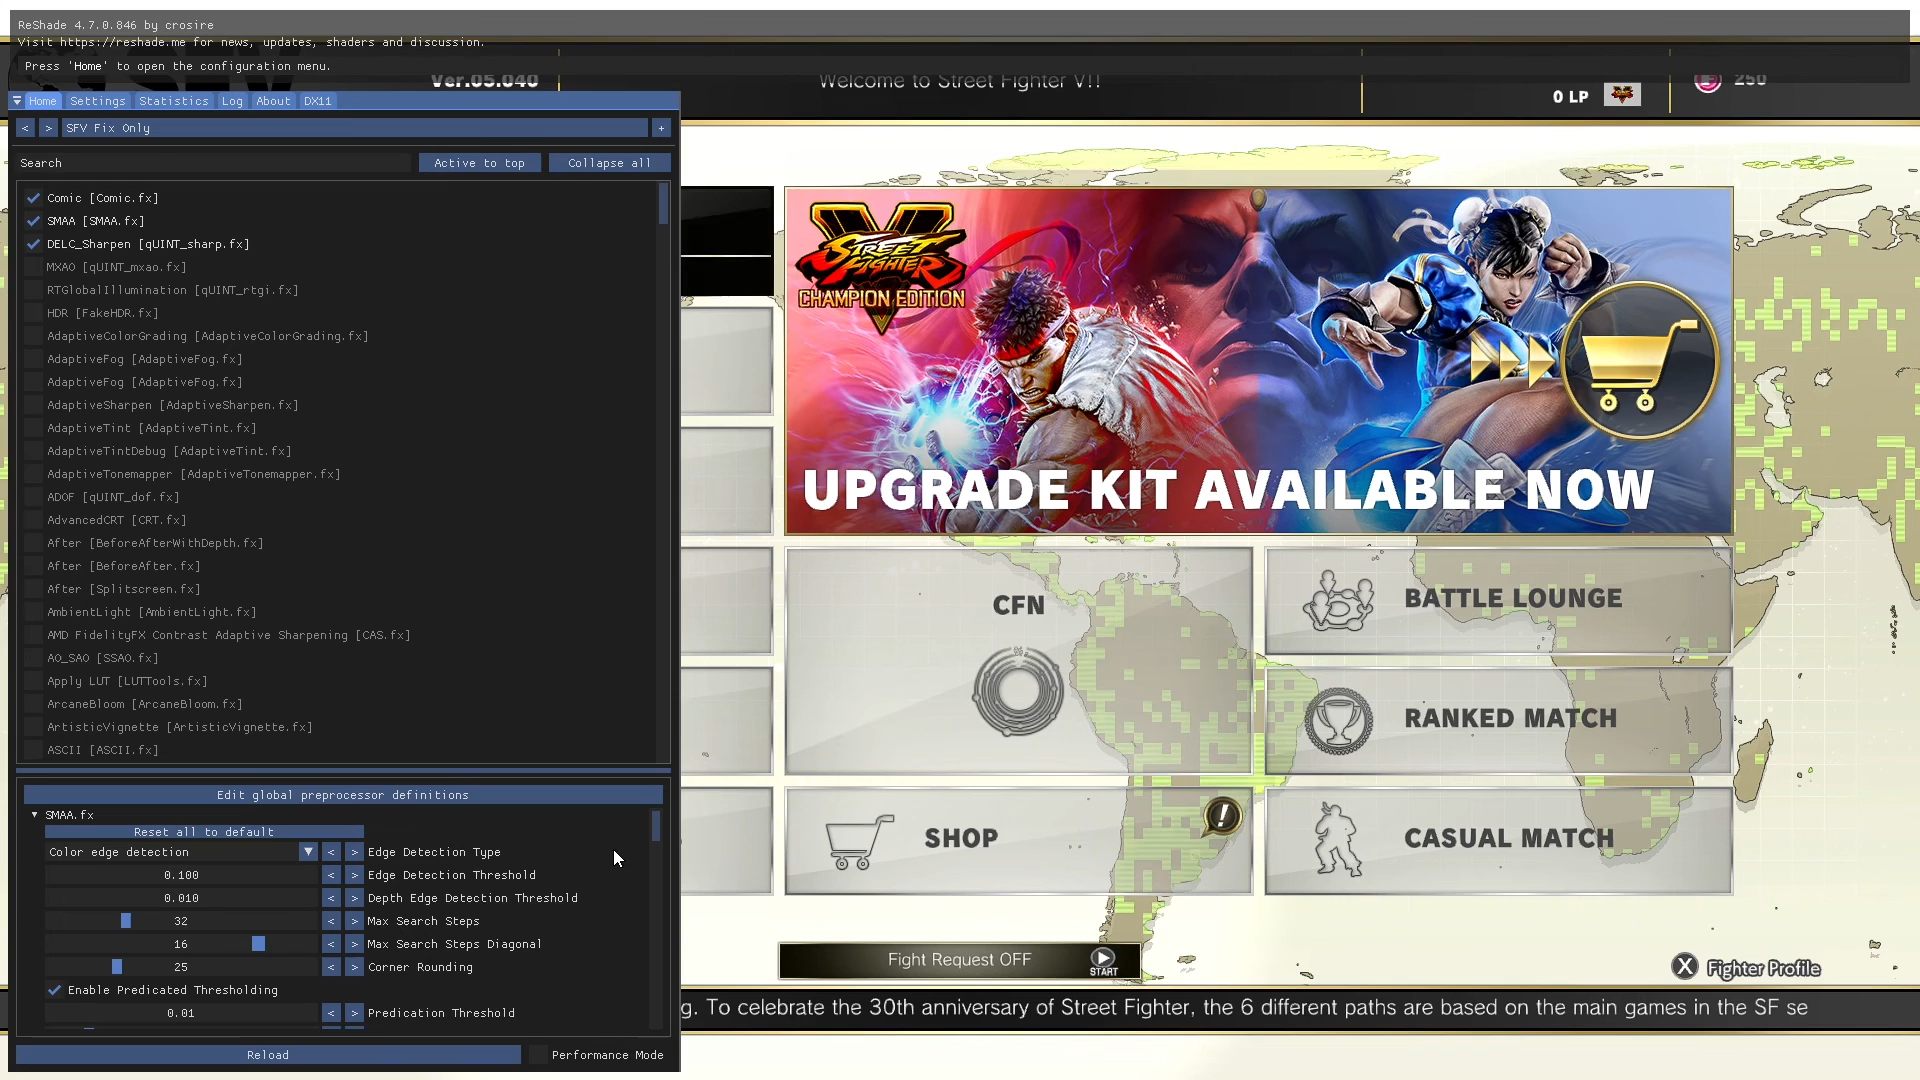 ReShade 4.7.0.846 by crosire
Visit https://reshade.me for news, updates, shaders and discussion.
Press 'Home' to open the configuration menu.
Ver.05.040
Welcome to Street Fighter V!!
0 LP
250
Home Settings Statistics Log About DX11
< > SFV Fix Only +
Search Active to top Collapse all
Comic [Comic.fx]
SMAA [SMAA.fx]
DELC_Sharpen [qUINT_sharp.fx]
MXAO [qUINT_mxao.fx]
RTGlobalIllumination [qUINT_rtgi.fx]
HDR [FakeHDR.fx]
AdaptiveColorGrading [AdaptiveColorGrading.fx]
AdaptiveFog [AdaptiveFog.fx]
AdaptiveFog [AdaptiveFog.fx]
AdaptiveSharpen [AdaptiveSharpen.fx]
AdaptiveTint [AdaptiveTint.fx]
AdaptiveTintDebug [AdaptiveTint.fx]
AdaptiveTonemapper [AdaptiveTonemapper.fx]
ADOF [qUINT_dof.fx]
AdvancedCRT [CRT.fx]
After [BeforeAfterWithDepth.fx]
After [BeforeAfter.fx]
After [Splitscreen.fx]
AmbientLight [AmbientLight.fx]
AMD FidelityFX Contrast Adaptive Sharpening [CAS.fx]
AO_SAO [SSAO.fx]
Apply LUT [LUTTools.fx]
ArcaneBloom [ArcaneBloom.fx]
ArtisticVignette [ArtisticVignette.fx]
ASCII [ASCII.fx]
Edit global preprocessor definitions
SMAA.fx
Reset all to default
Color edge detection < > Edge Detection Type
0.100 < > Edge Detection Threshold
0.010 < > Depth Edge Detection Threshold
32 < > Max Search Steps
16 < > Max Search Steps Diagonal
25 < > Corner Rounding
Enable Predicated Thresholding
0.01 < > Predication Threshold
Reload Performance Mode
STREET FIGHTER V
CHAMPION EDITION
UPGRADE KIT AVAILABLE NOW
CFN
BATTLE LOUNGE
RANKED MATCH
SHOP
!
CASUAL MATCH
Fight Request OFF
START
X Fighter Profile
g. To celebrate the 30th anniversary of Street Fighter, the 6 different paths are based on the main games in the SF se